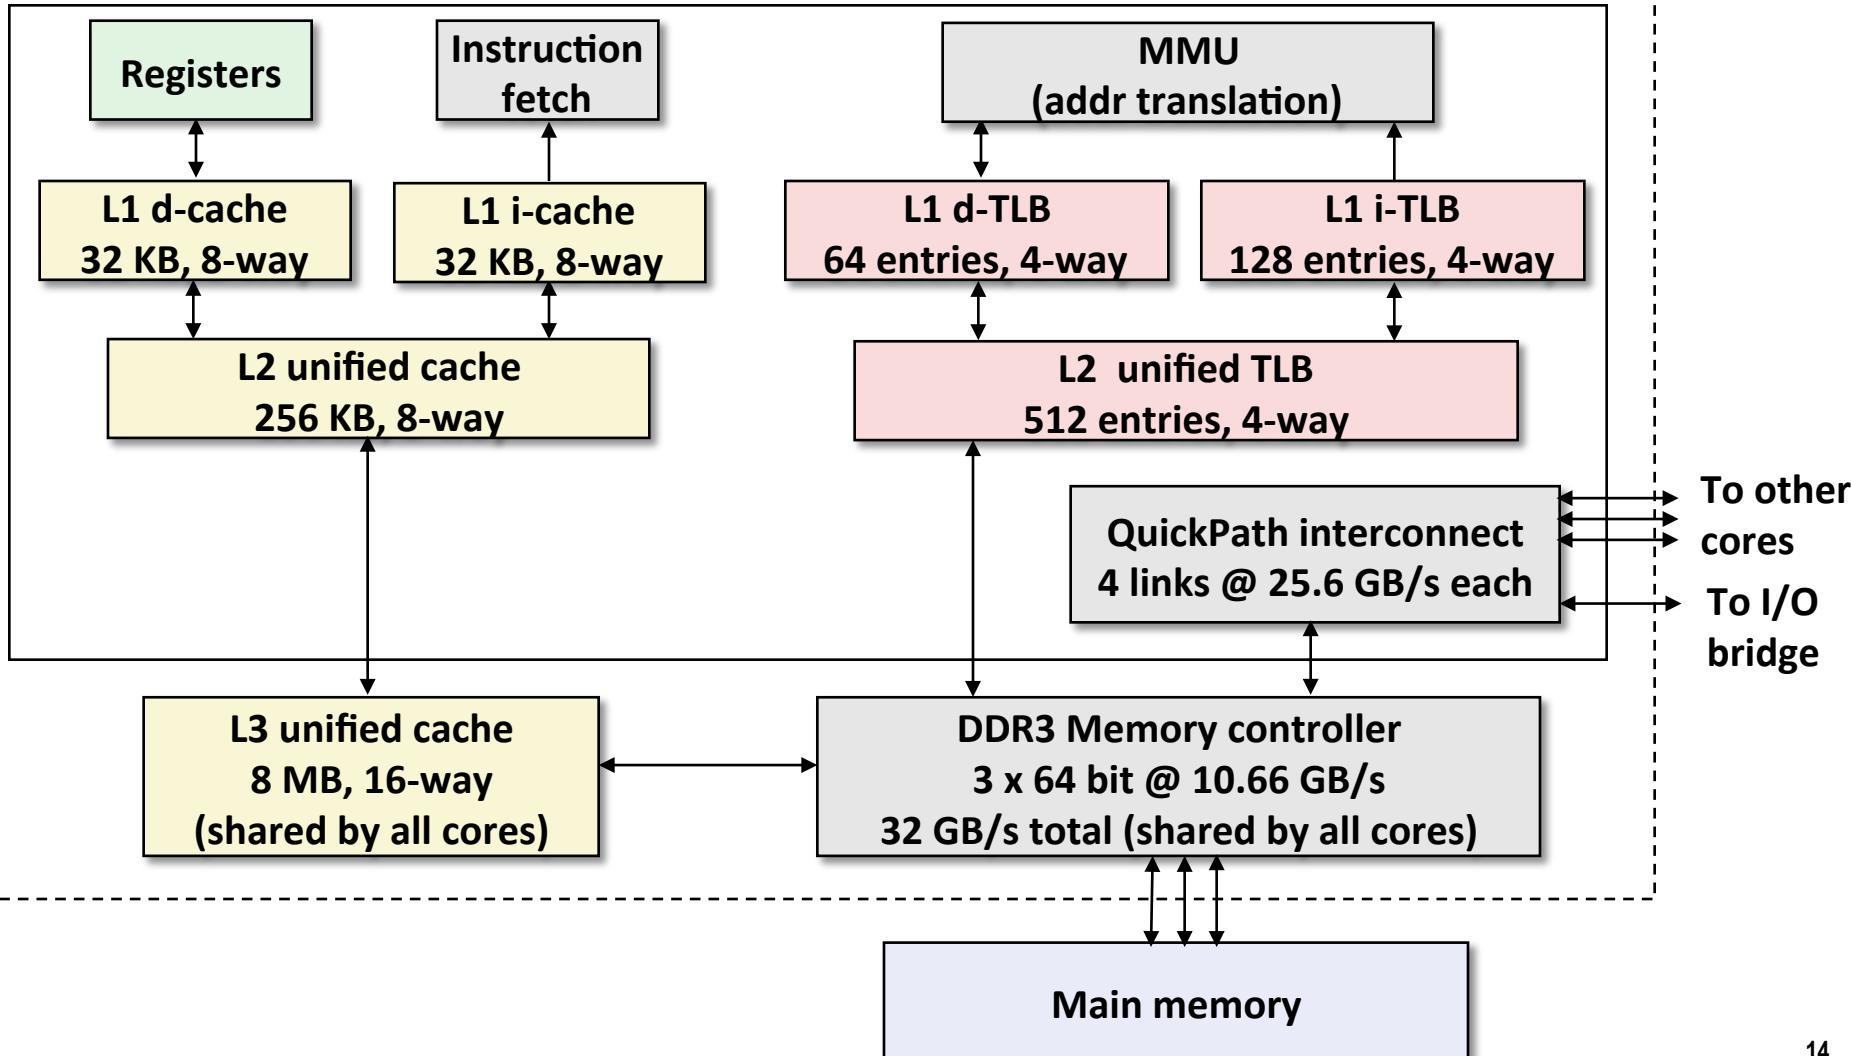 Registers
Instruction
fetch
MMU
(addr translation)
L1 d-cache
32 KB, 8-way
L1 i-cache
32 KB, 8-way
L1 d-TLB
64 entries, 4-way
L1 i-TLB
128 entries, 4-way
L2 unified cache
256 KB, 8-way
L2 unified TLB
512 entries, 4-way
QuickPath interconnect
4 links @ 25.6 GB/s each
To other
cores
To I/O
bridge
L3 unified cache
8 MB, 16-way
(shared by all cores)
DDR3 Memory controller
3 x 64 bit @ 10.66 GB/s
32 GB/s total (shared by all cores)
Main memory
14